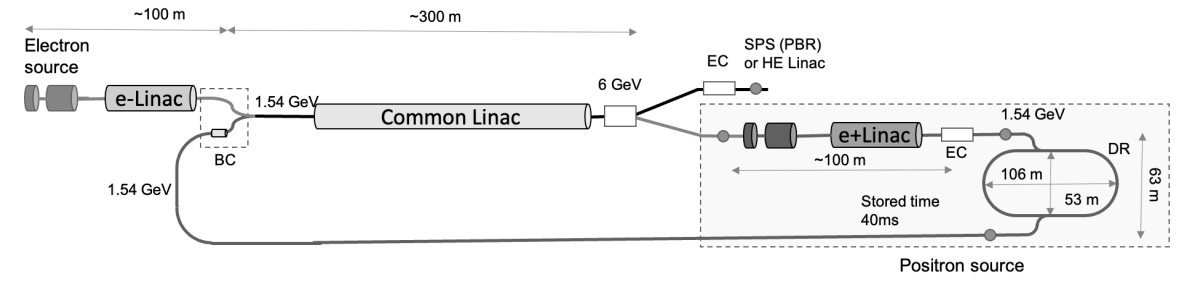 ~100 m
~300 m
Electron
source
e-Linac
BC
1.54 GeV
Common Linac
6 GeV
EC
SPS (PBR)
or HE Linac
e+Linac
~100 m
EC
1.54 GeV
DR
106 m
53 m
63 m
1.54 GeV
Stored time
40ms
Positron source